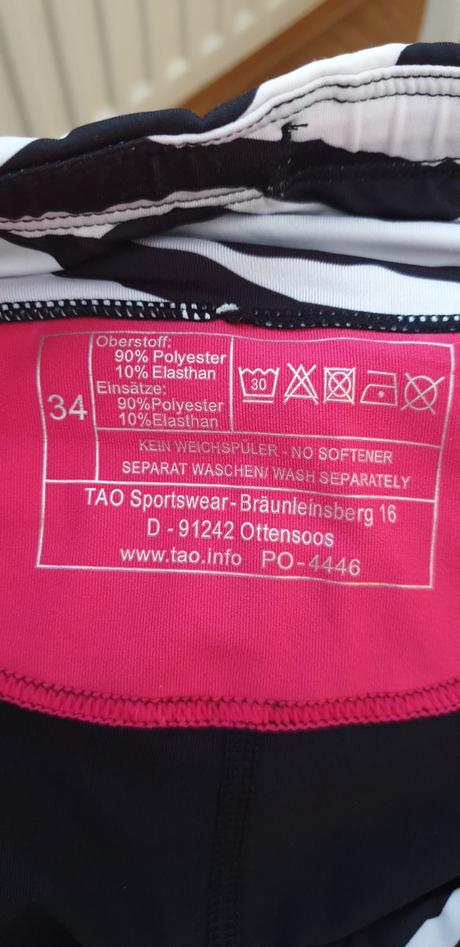 34
Oberstoff:
90% Polyester
10% Elasthan
Einsätze:
90%Polyester
10%Elasthan
30
KEIN WEICHSPÜLER - NO SOFTENER
SEPARAT WASCHEN/ WASH SEPARATELY
TAO Sportswear - Bräunleinsberg 16
D - 91242 Ottensoos
www.tao.info PO-4446